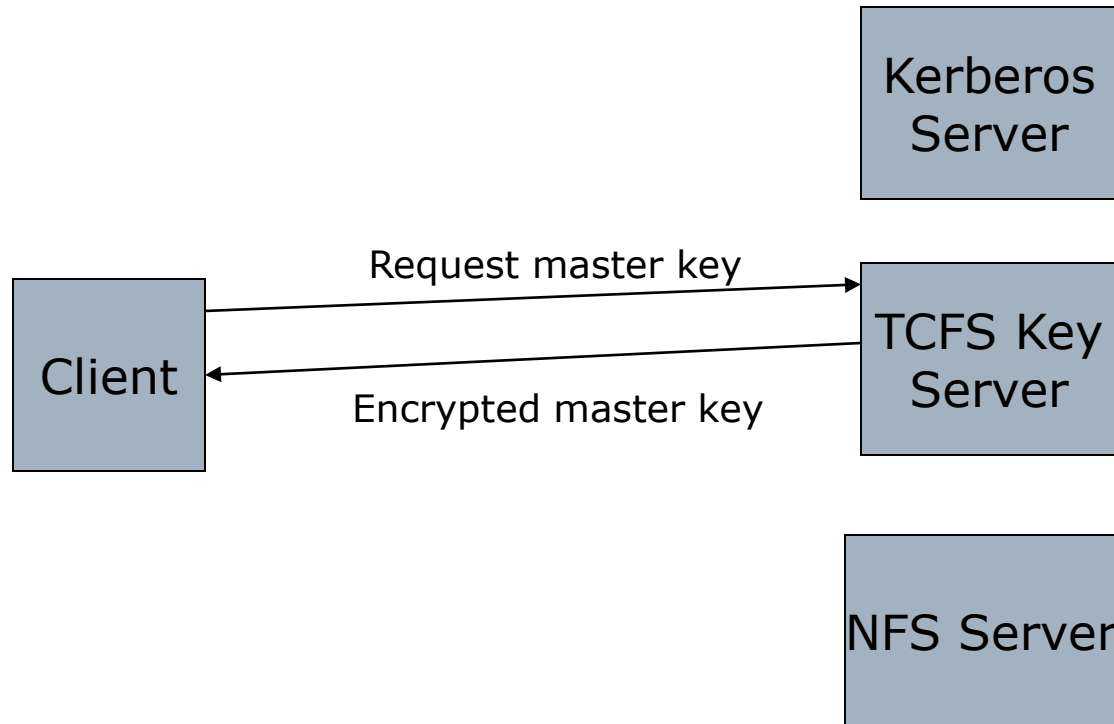 Kerberos
Server
Request master key
Client
TCFS Key
Server
Encrypted master key
NFS Server